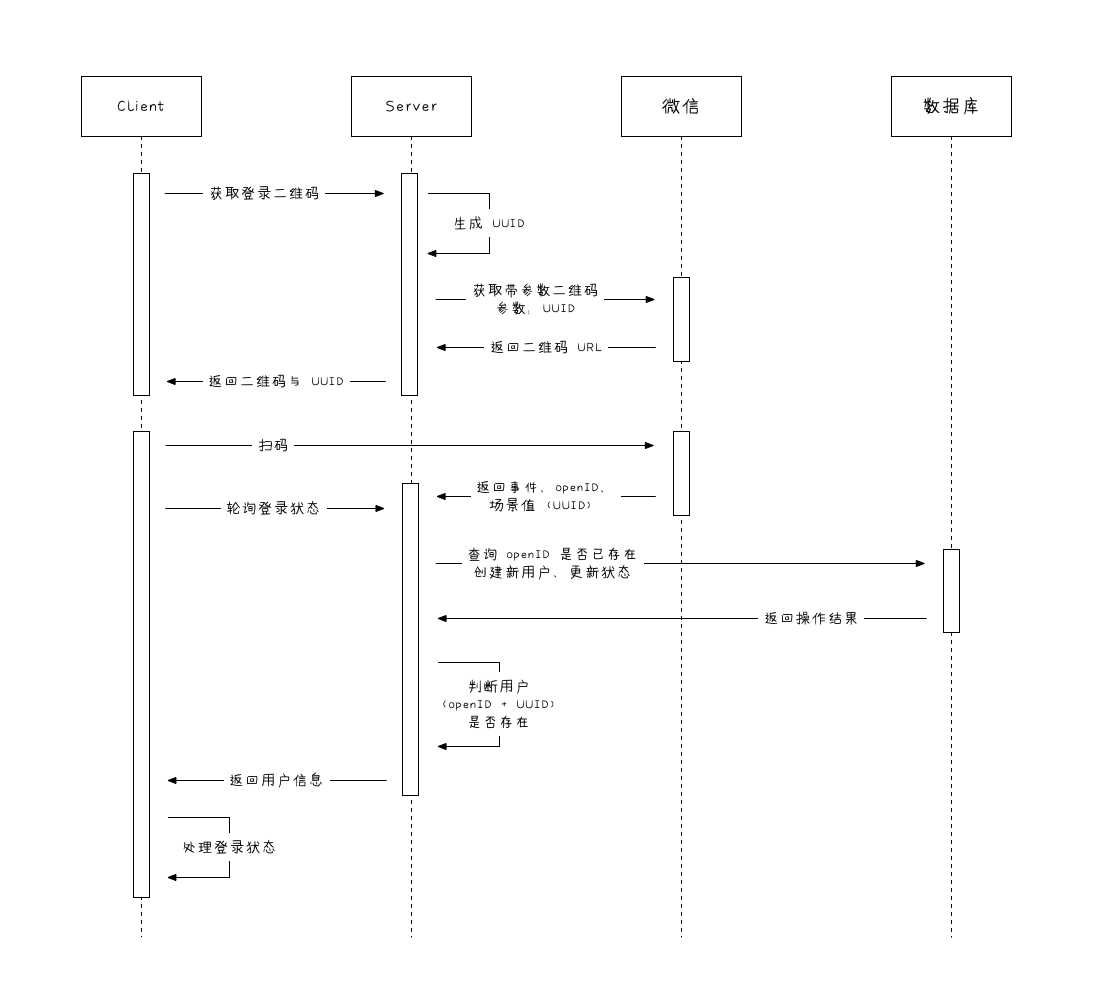 Client
Server
微信
数据库
获取登录二维码
生成 UUID
获取带参数二维码
参数: UUID
返回二维码 URL
返回二维码与 UUID
扫码
返回事件、openID、
场景值 (UUID)
轮询登录状态
查询 openID 是否已存在
创建新用户、更新状态
返回操作结果
判断用户
(openID + UUID)
是否存在
返回用户信息
处理登录状态